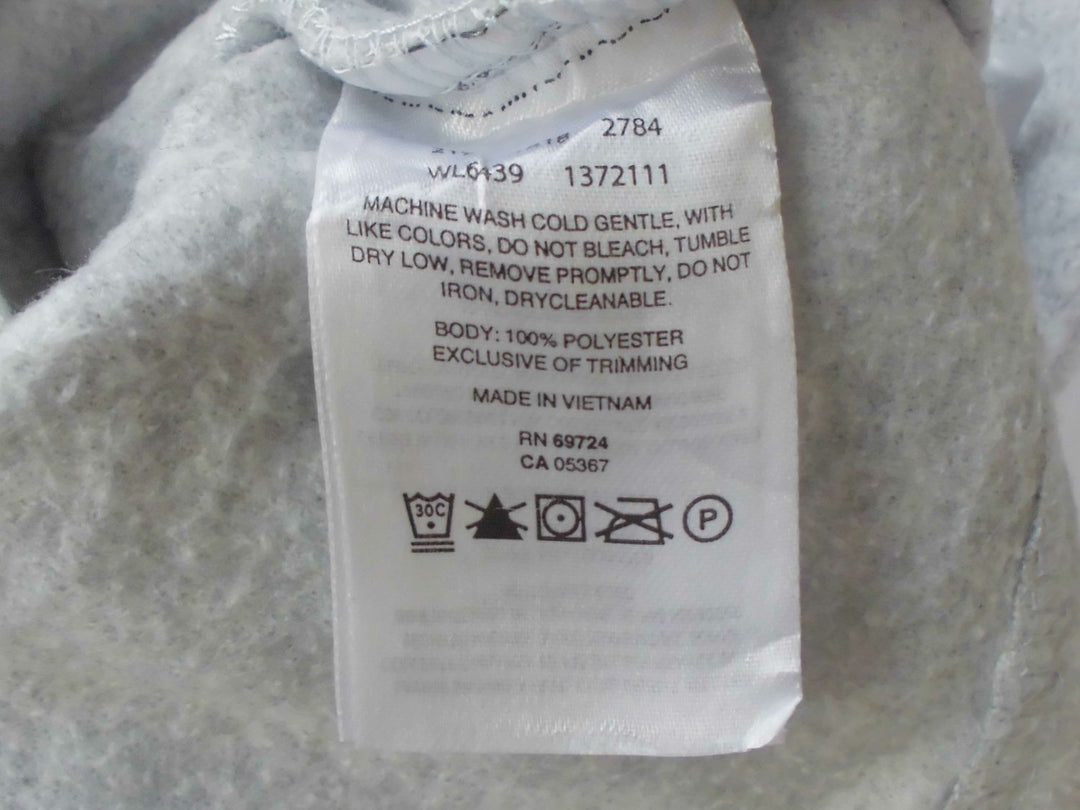 2784
WL6439 1372111
MACHINE WASH COLD GENTLE, WITH
LIKE COLORS, DO NOT BLEACH, TUMBLE
DRY LOW, REMOVE PROMPTLY, DO NOT
IRON, DRYCLEANABLE.
BODY: 100% POLYESTER
EXCLUSIVE OF TRIMMING
MADE IN VIETNAM
RN 69724
CA 05367
30C P